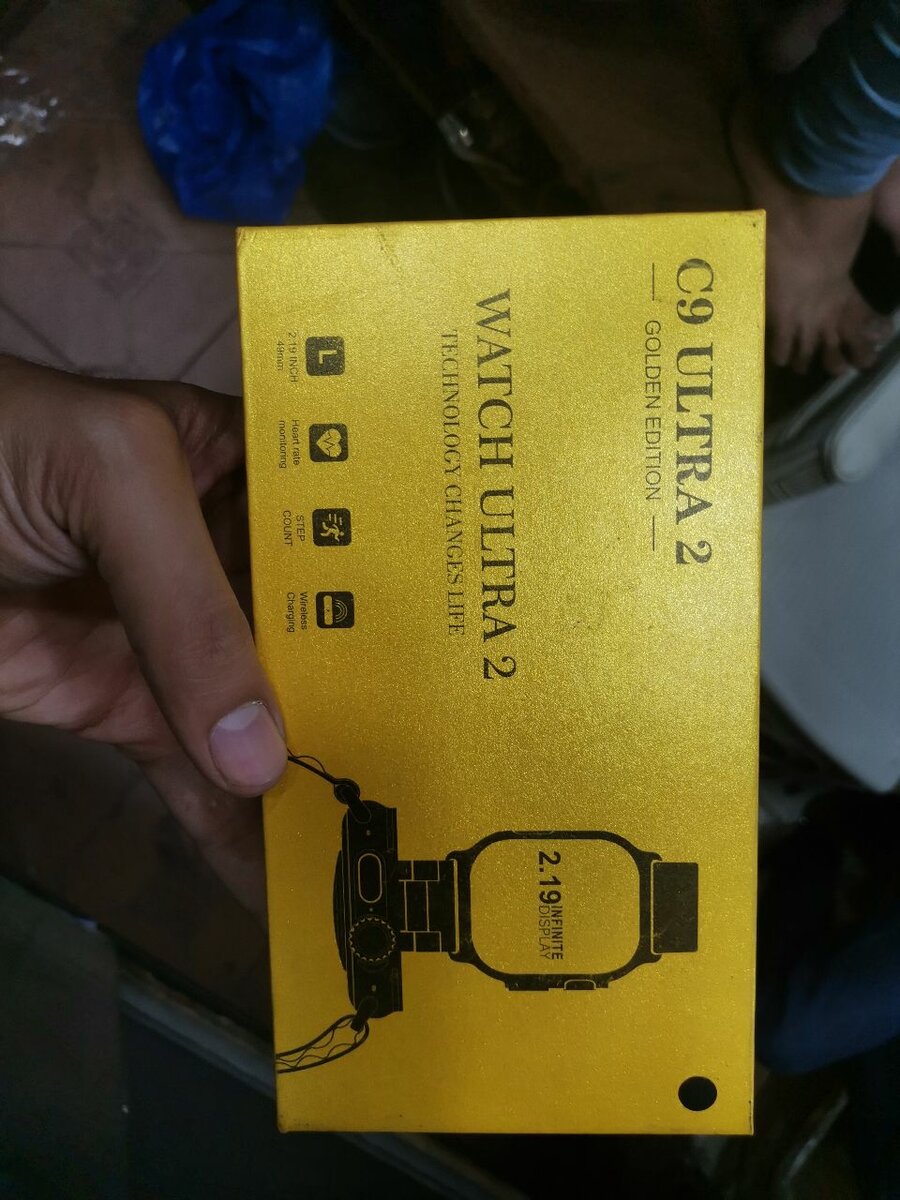 C9 ULTRA 2
GOLDEN EDITION
WATCH ULTRA 2
TECHNOLOGY CHANGES LIFE
L
2.19 INCH
49mm
Heart rate
monitoring
STEP
COUNT
Wireless
Charging
2.19 INFINITE
DISPLAY